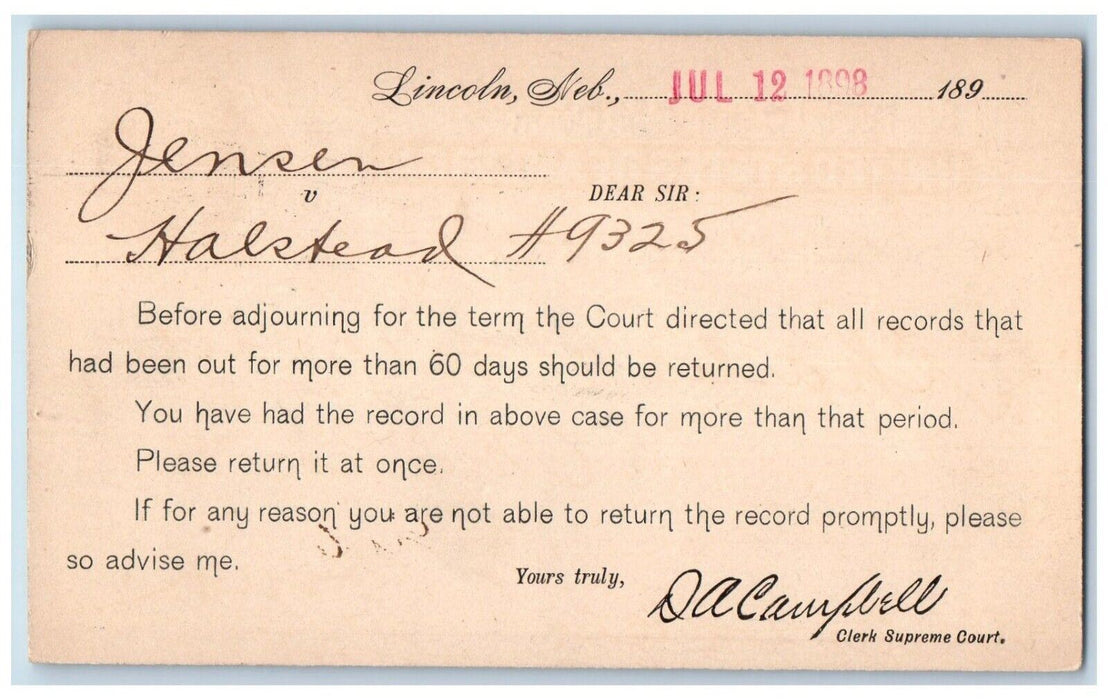 Lincoln, Neb., JUL 12 1898 189
Jensen
v DEAR SIR:
Halstead #9325
Before adjourning for the term the Court directed that all records that
had been out for more than 60 days should be returned.
You have had the record in above case for more than that period.
Please return it at once.
If for any reason you are not able to return the record promptly, please
so advise me.
Yours truly,
D A Campbell
Clerk Supreme Court.